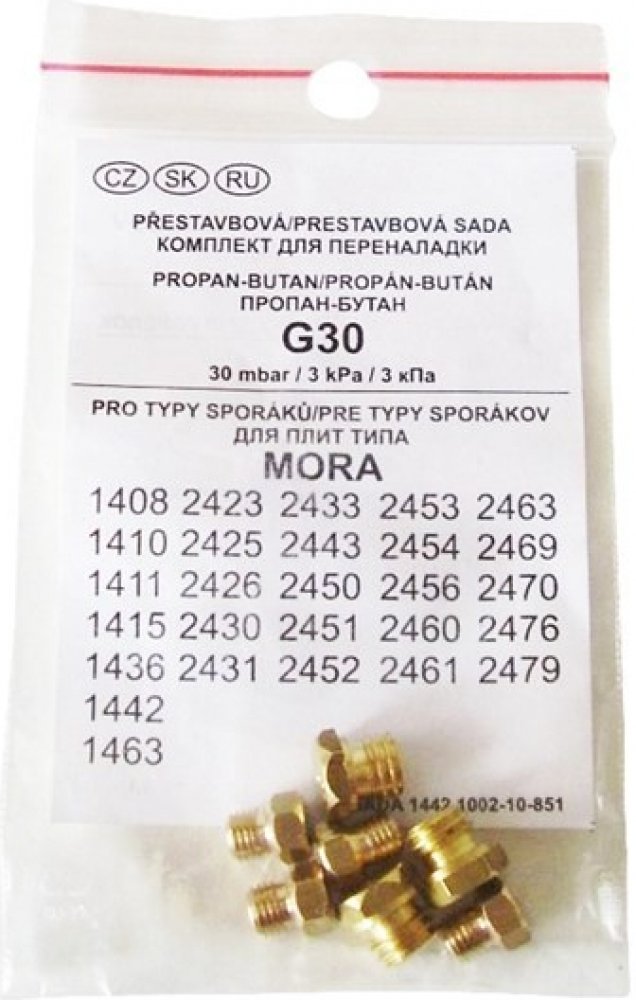 CZ SK RU
PŘESTAVBOVÁ/PRESTAVBOVÁ SADA
КОМПЛЕКТ ДЛЯ ПЕРЕНАЛАДКИ
PROPAN-BUTAN/PROPÁN-BUTÁN
ПРОПАН-БУТАН
G30
30 mbar / 3 kPa / 3 кПа
PRO TYPY SPORÁKŮ/PRE TYPY SPORÁKOV
ДЛЯ ПЛИТ ТИПА
MORA
1408 2423 2433 2453 2463
1410 2425 2443 2454 2469
1411 2426 2450 2456 2470
1415 2430 2451 2460 2476
1436 2431 2452 2461 2479
1442
1463
1442 1002-10-851